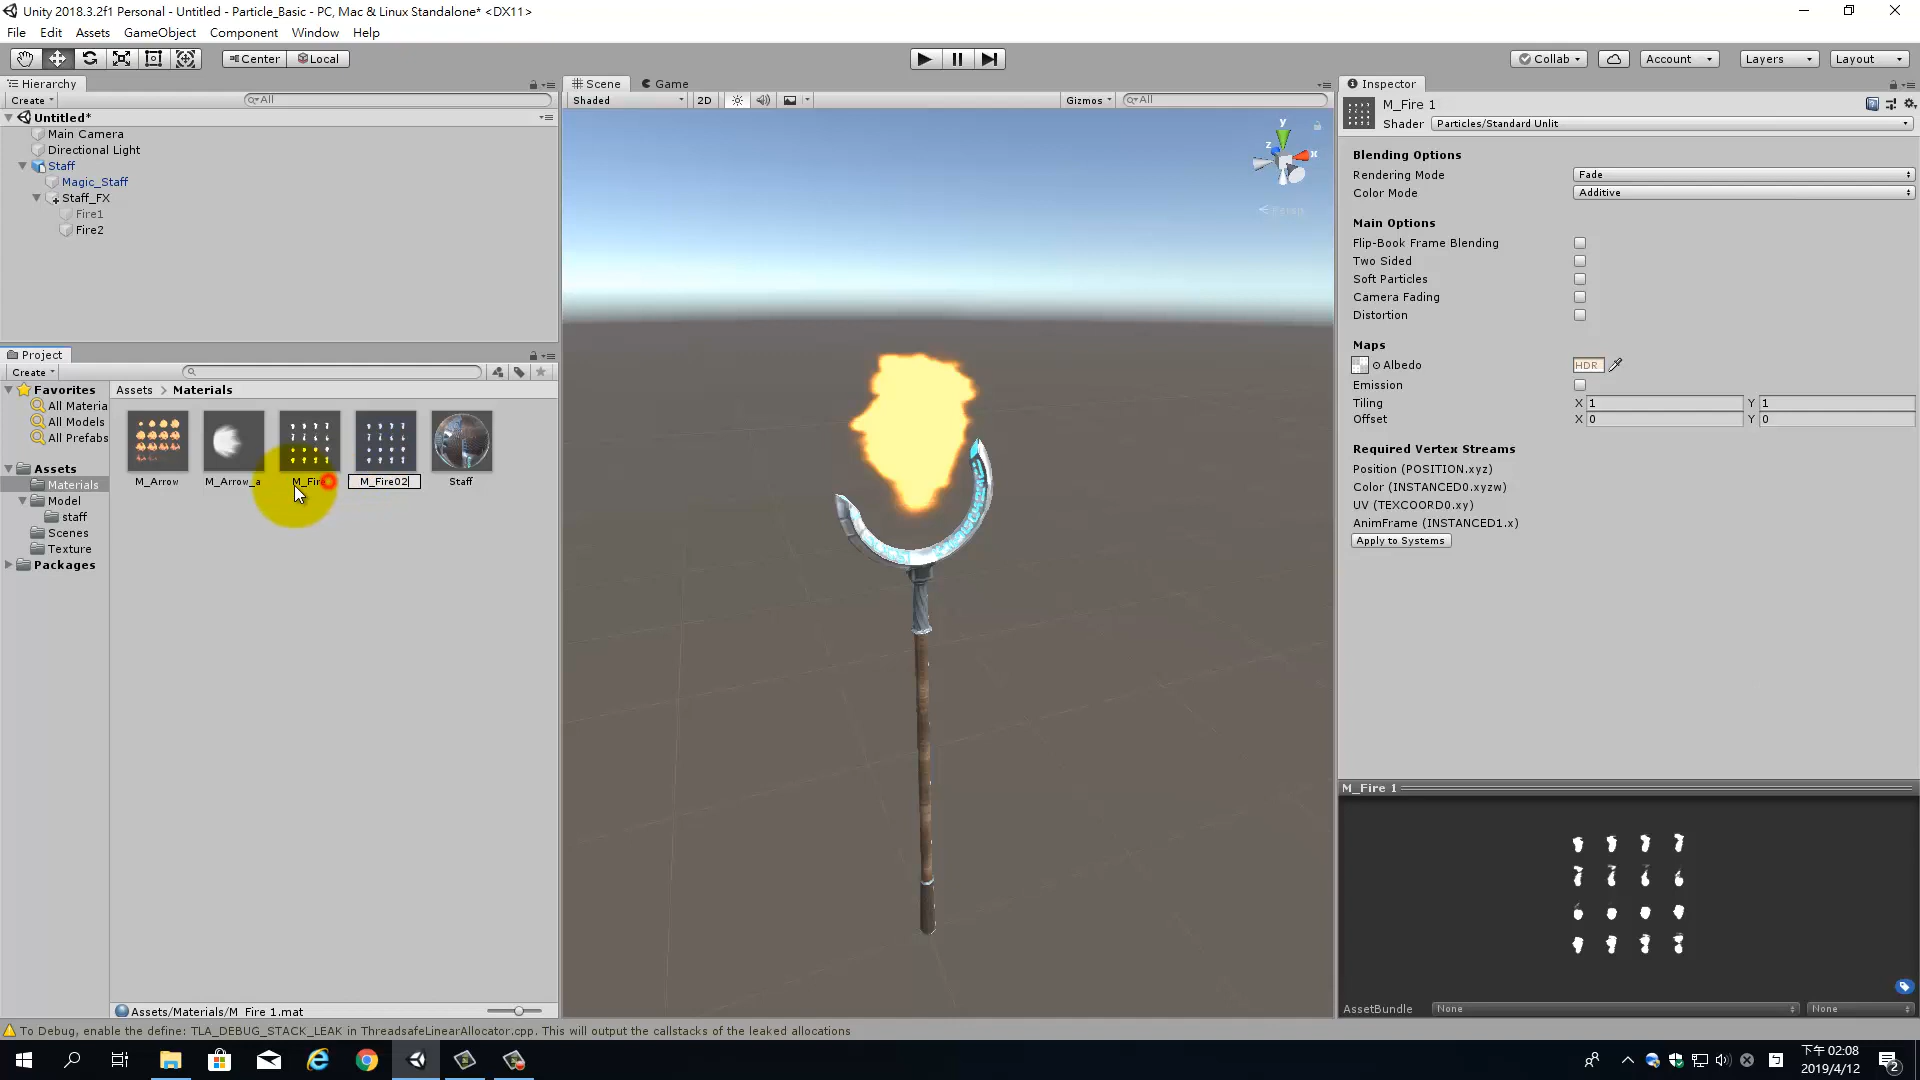 Unity 2018.3.2f1 Personal - Untitled - Particle_Basic - PC, Mac & Linux Standalone* <DX11>
File Edit Assets GameObject Component Window Help
Center Local
Collab Account Layers Layout
Hierarchy
Create All
Untitled*
Main Camera
Directional Light
Staff
Magic_Staff
Staff_FX
Fire1
Fire2
Project
Create
Favorites
All Materia
All Models
All Prefabs
Assets
Materials
Model
staff
Scenes
Texture
Packages
Assets > Materials
M_Arrow M_Arrow_a M_Fire M_Fire02 Staff
Assets/Materials/M_Fire 1.mat
Scene Game
Shaded 2D Gizmos All
y
z x
Persp
Inspector
M_Fire 1
Shader Particles/Standard Unlit
Blending Options
Rendering Mode Fade
Color Mode Additive
Main Options
Flip-Book Frame Blending
Two Sided
Soft Particles
Camera Fading
Distortion
Maps
Albedo HDR
Emission
Tiling X 1 Y 1
Offset X 0 Y 0
Required Vertex Streams
Position (POSITION.xyz)
Color (INSTANCED0.xyzw)
UV (TEXCOORD0.xy)
AnimFrame (INSTANCED1.x)
Apply to Systems
M_Fire 1
AssetBundle None None
To Debug, enable the define: TLA_DEBUG_STACK_LEAK in ThreadsafeLinearAllocator.cpp. This will output the callstacks of the leaked allocations
下午 02:08
2019/4/12
2